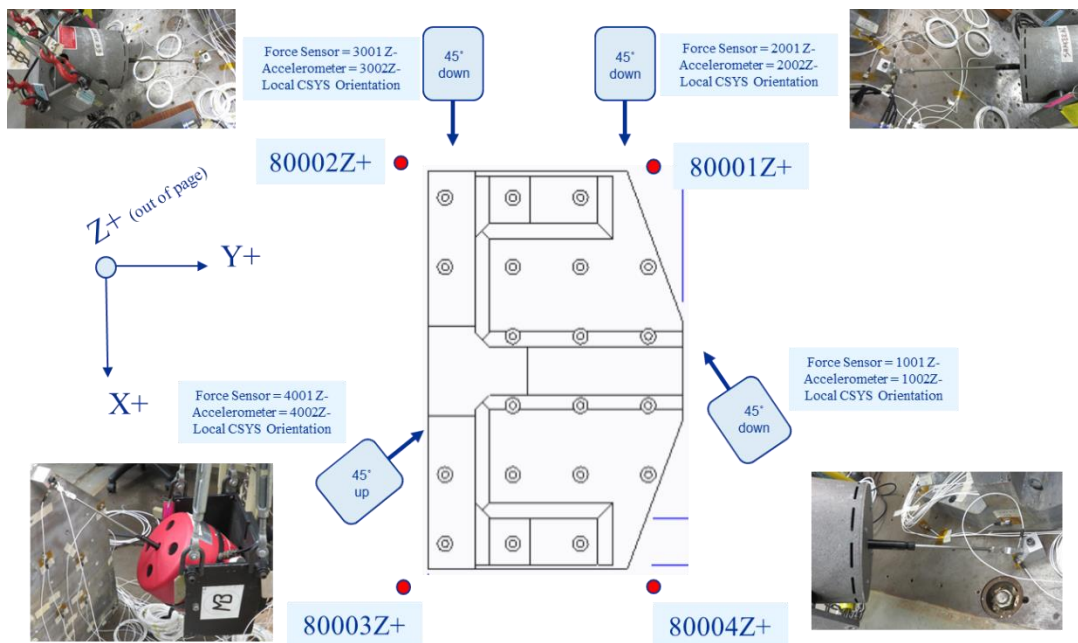 Force Sensor = 3001 Z-
Accelerometer = 3002Z-
Local CSYS Orientation
45°
down
45°
down
Force Sensor = 2001 Z-
Accelerometer = 2002Z-
Local CSYS Orientation
80002Z+
80001Z+
Z+ (out of page)
Y+
X+
Force Sensor = 4001 Z-
Accelerometer = 4002Z-
Local CSYS Orientation
45°
up
Force Sensor = 1001 Z-
Accelerometer = 1002Z-
Local CSYS Orientation
45°
down
80003Z+
80004Z+